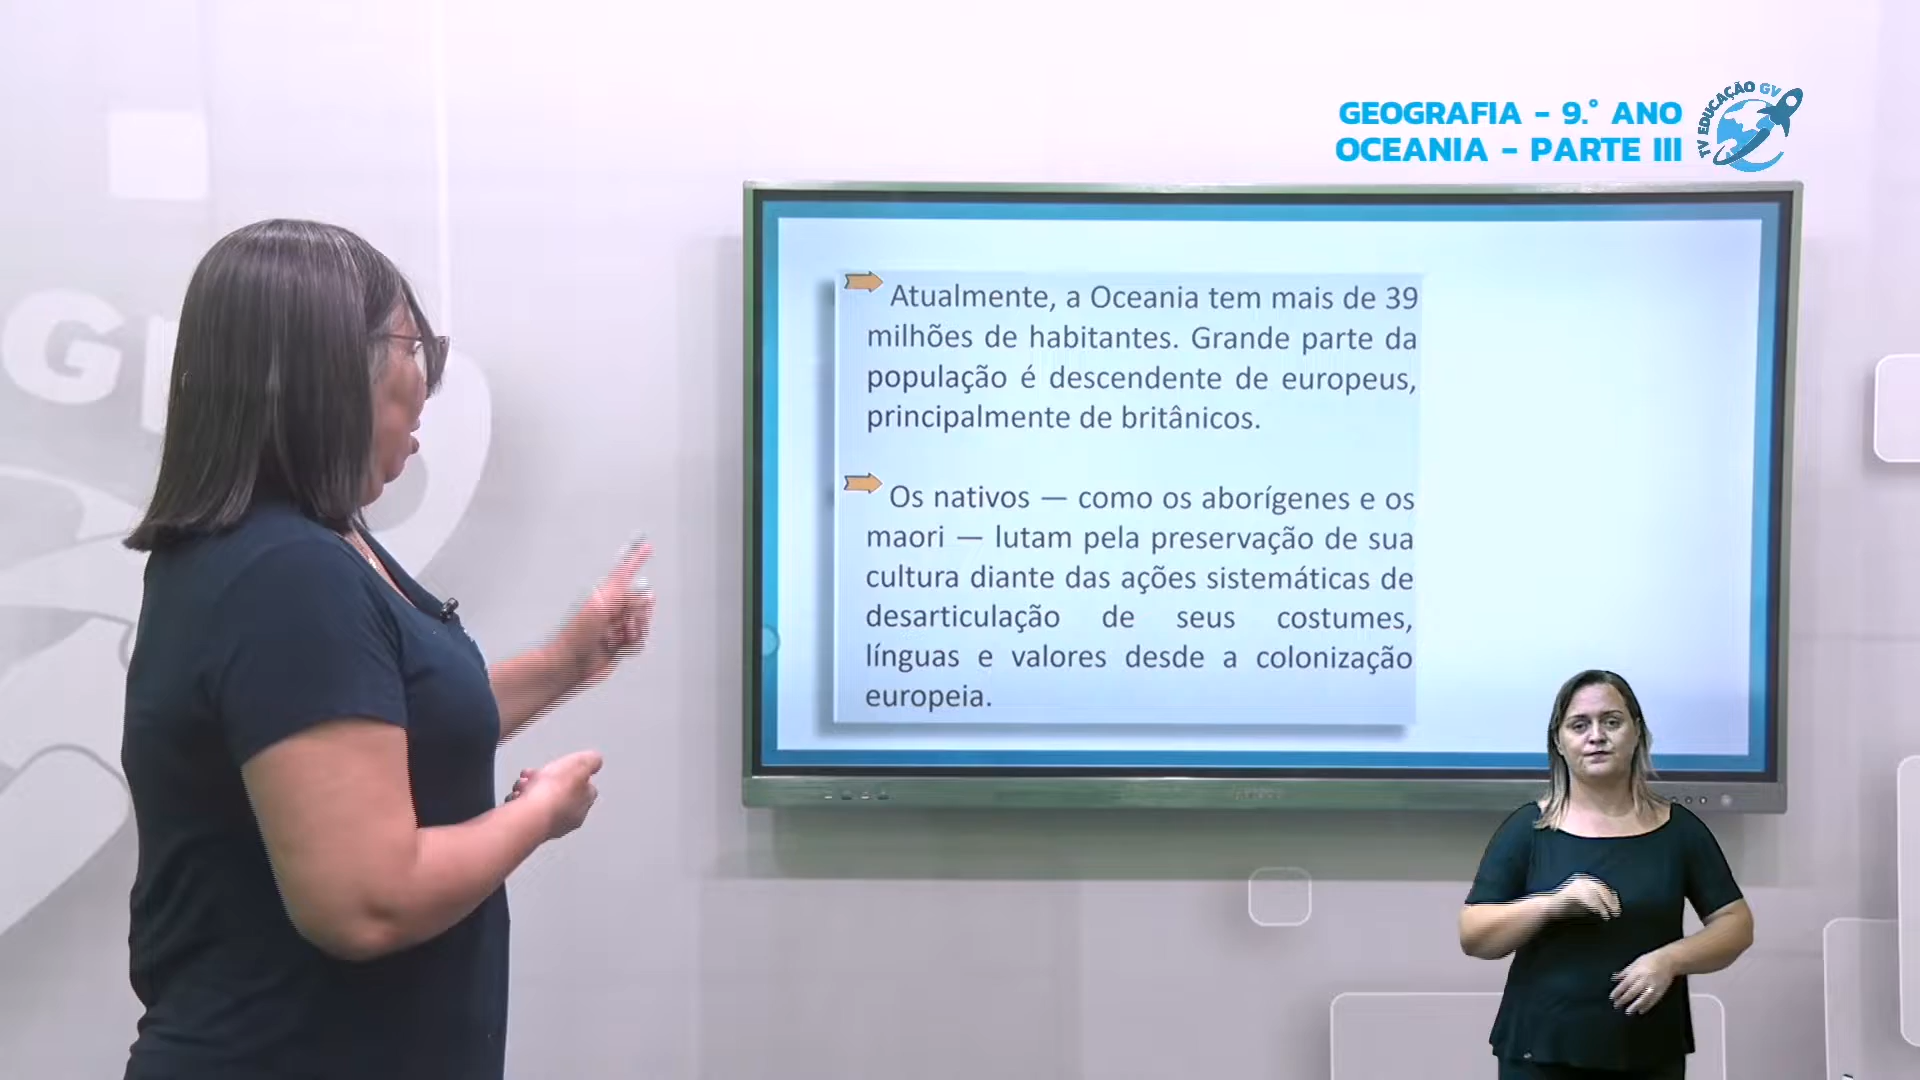 GEOGRAFIA - 9.° ANO
OCEANIA - PARTE III
TV EDUCAÇÃO GV
Atualmente, a Oceania tem mais de 39
milhões de habitantes. Grande parte da
população é descendente de europeus,
principalmente de britânicos.
Os nativos — como os aborígenes e os
maori — lutam pela preservação de sua
cultura diante das ações sistemáticas de
desarticulação de seus costumes,
línguas e valores desde a colonização
europeia.